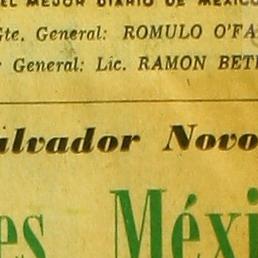 EL MEJOR DIARIO DE MEXICO
Gte. General: ROMULO O'FA
General: Lic. RAMON BET
alvador Novo
es Méxi